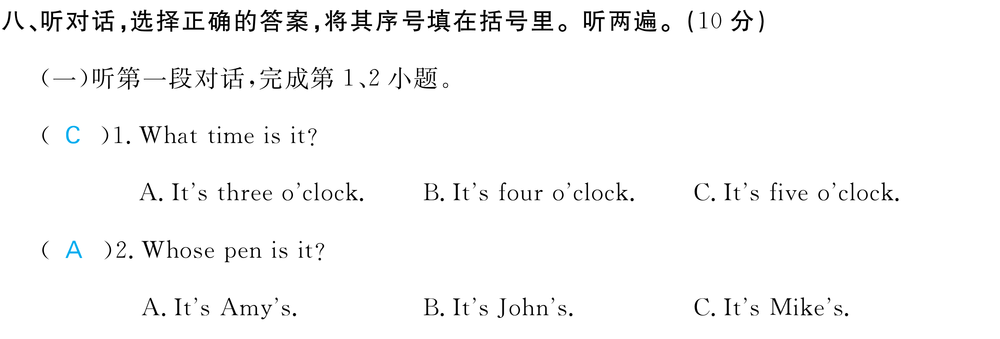 八、听对话,选择正确的答案,将其序号填在括号里。听两遍。(10 分)
(一)听第一段对话,完成第 1、2 小题。
( C )1. What time is it?
A. It's three o'clock. B. It's four o'clock. C. It's five o'clock.
( A )2. Whose pen is it?
A. It's Amy's. B. It's John's. C. It's Mike's.